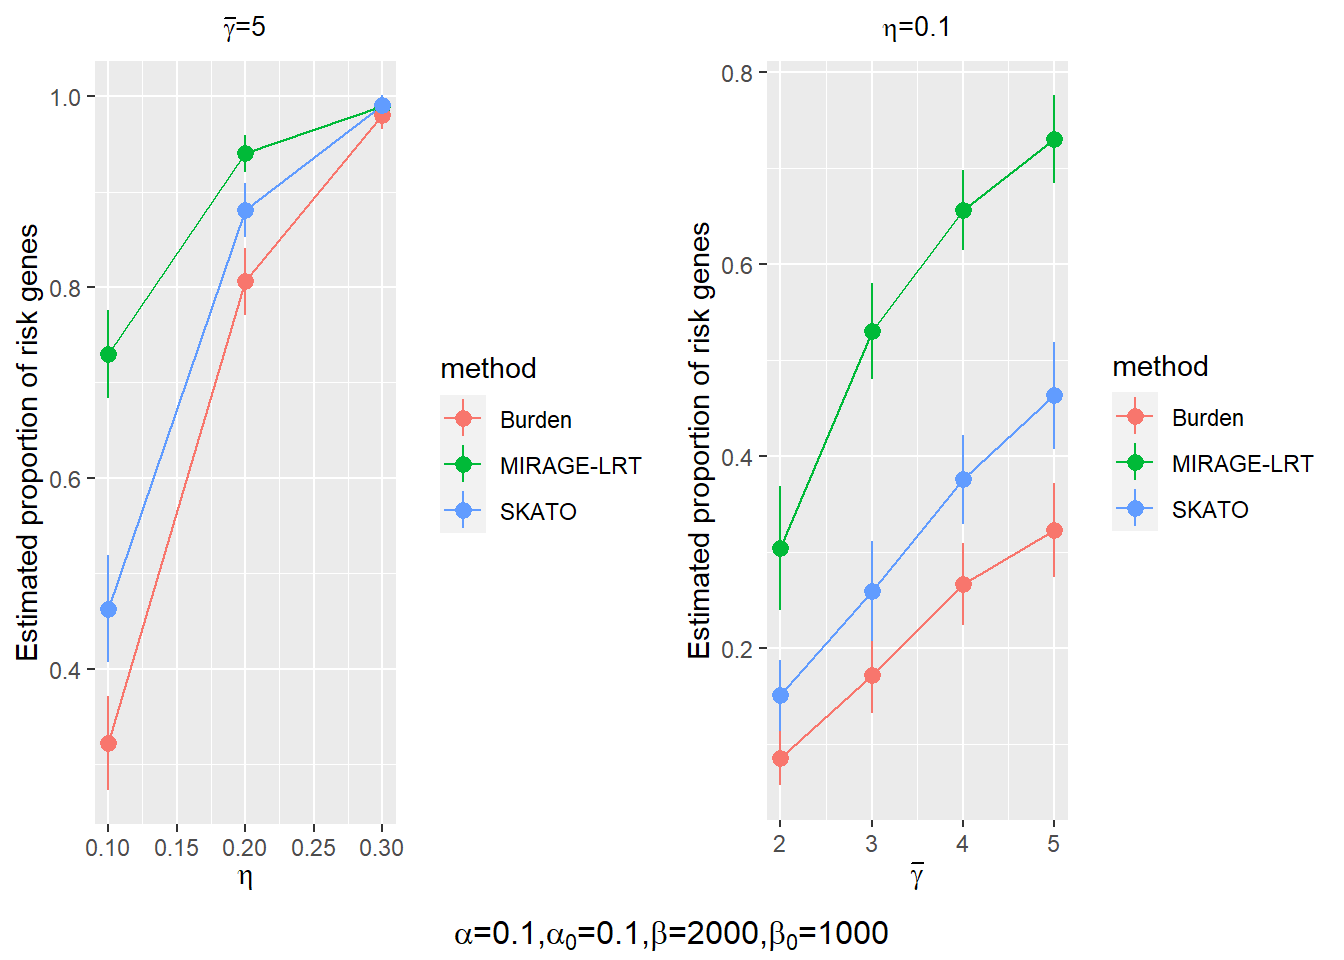 γ̄=5
Estimated proportion of risk genes
1.0
0.8
0.6
0.4
0.10 0.15 0.20 0.25 0.30
η
method
Burden
MIRAGE-LRT
SKATO
η=0.1
Estimated proportion of risk genes
0.8
0.6
0.4
0.2
2 3 4 5
γ̄
method
Burden
MIRAGE-LRT
SKATO
α=0.1,α₀=0.1,β=2000,β₀=1000